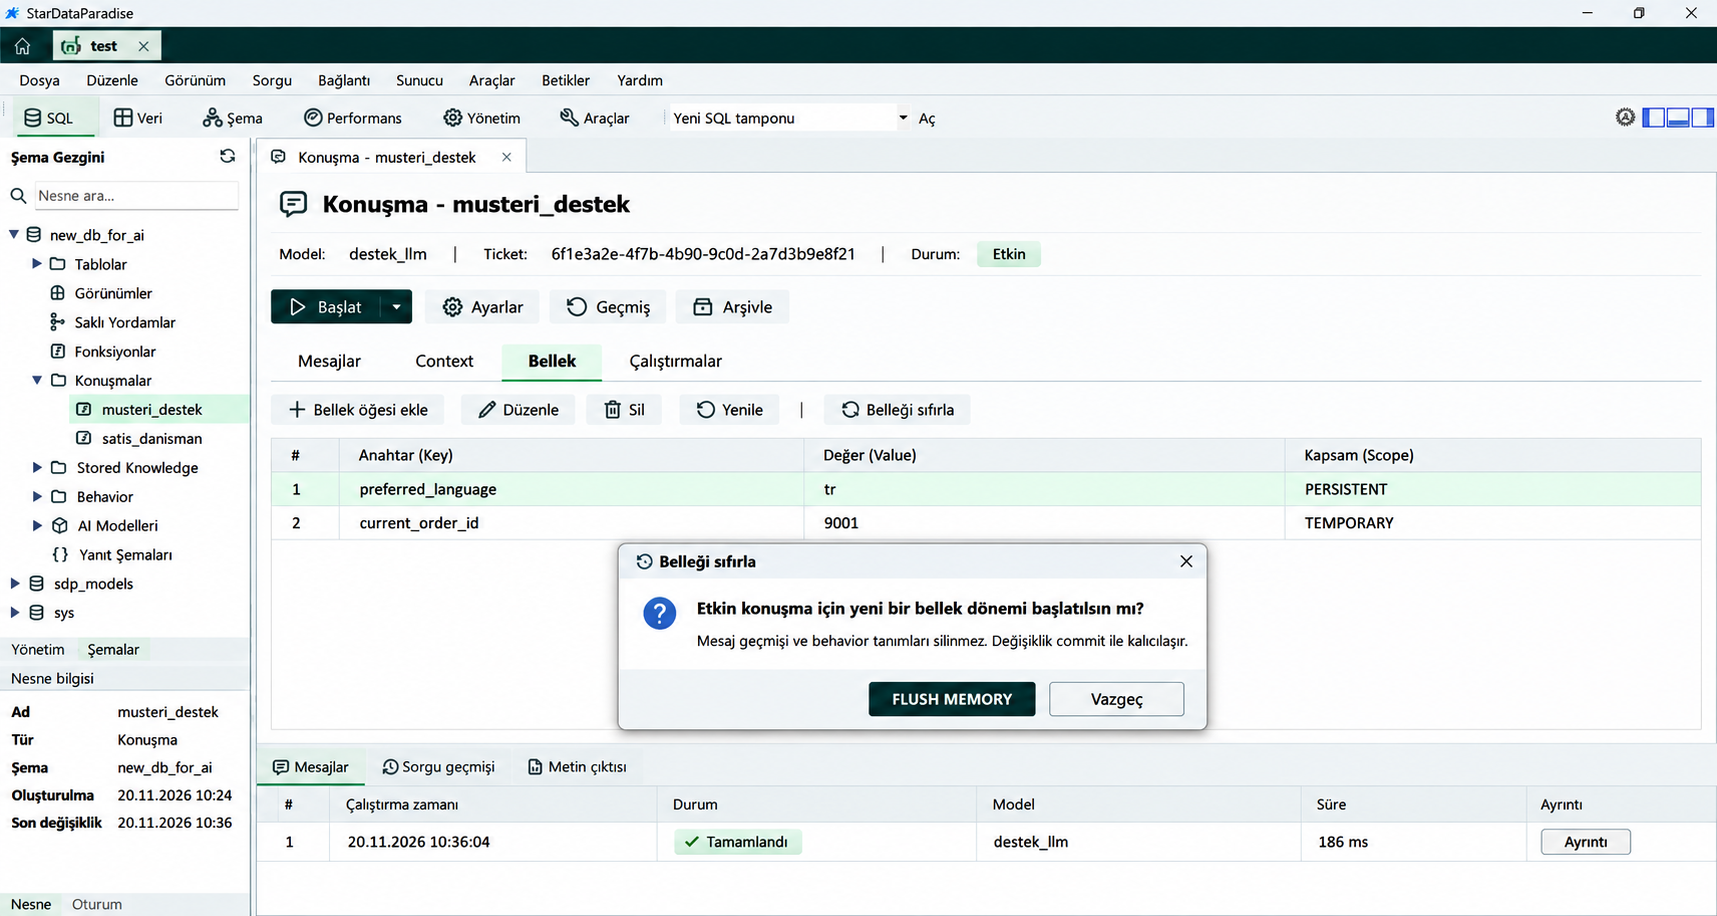 StarDataParadise
test
Dosya Düzenle Görünüm Sorgu Bağlantı Sunucu Araçlar Betikler Yardım
SQL Veri Şema Performans Yönetim Araçlar Yeni SQL tamponu Aç
Şema Gezgini
Nesne ara...
new_db_for_ai
Tablolar
Görünümler
Saklı Yordamlar
Fonksiyonlar
Konuşmalar
musteri_destek
satis_danisman
Stored Knowledge
Behavior
AI Modelleri
{} Yanıt Şemaları
sdp_models
sys
Yönetim Şemalar
Nesne bilgisi
Ad musteri_destek
Tür Konuşma
Şema new_db_for_ai
Oluşturulma 20.11.2026 10:24
Son değişiklik 20.11.2026 10:36
Nesne Oturum
Konuşma - musteri_destek
Konuşma - musteri_destek
Model: destek_llm | Ticket: 6f1e3a2e-4f7b-4b90-9c0d-2a7d3b9e8f21 | Durum: Etkin
Başlat Ayarlar Geçmiş Arşivle
Mesajlar Context Bellek Çalıştırmalar
Bellek öğesi ekle Düzenle Sil Yenile | Belleği sıfırla
# Anahtar (Key) Değer (Value) Kapsam (Scope)
1 preferred_language tr PERSISTENT
2 current_order_id 9001 TEMPORARY
Belleği sıfırla
Etkin konuşma için yeni bir bellek dönemi başlatılsın mı?
Mesaj geçmişi ve behavior tanımları silinmez. Değişiklik commit ile kalıcılaşır.
FLUSH MEMORY Vazgeç
Mesajlar Sorgu geçmişi Metin çıktısı
# Çalıştırma zamanı Durum Model Süre Ayrıntı
1 20.11.2026 10:36:04 Tamamlandı destek_llm 186 ms Ayrıntı